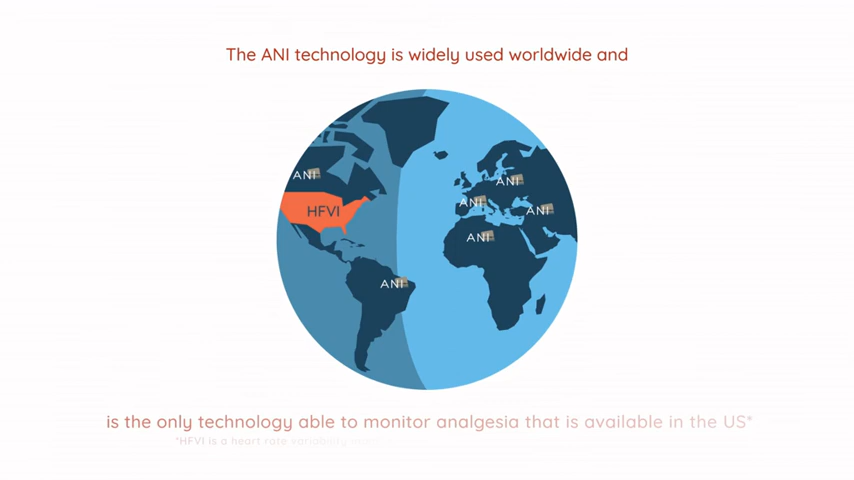 The ANI technology is widely used worldwide and
ANI
ANI
HFVI
ANI
ANI
ANI
ANI
is the only technology able to monitor analgesia that is available in the US*
*HFVI is a heart rate variability